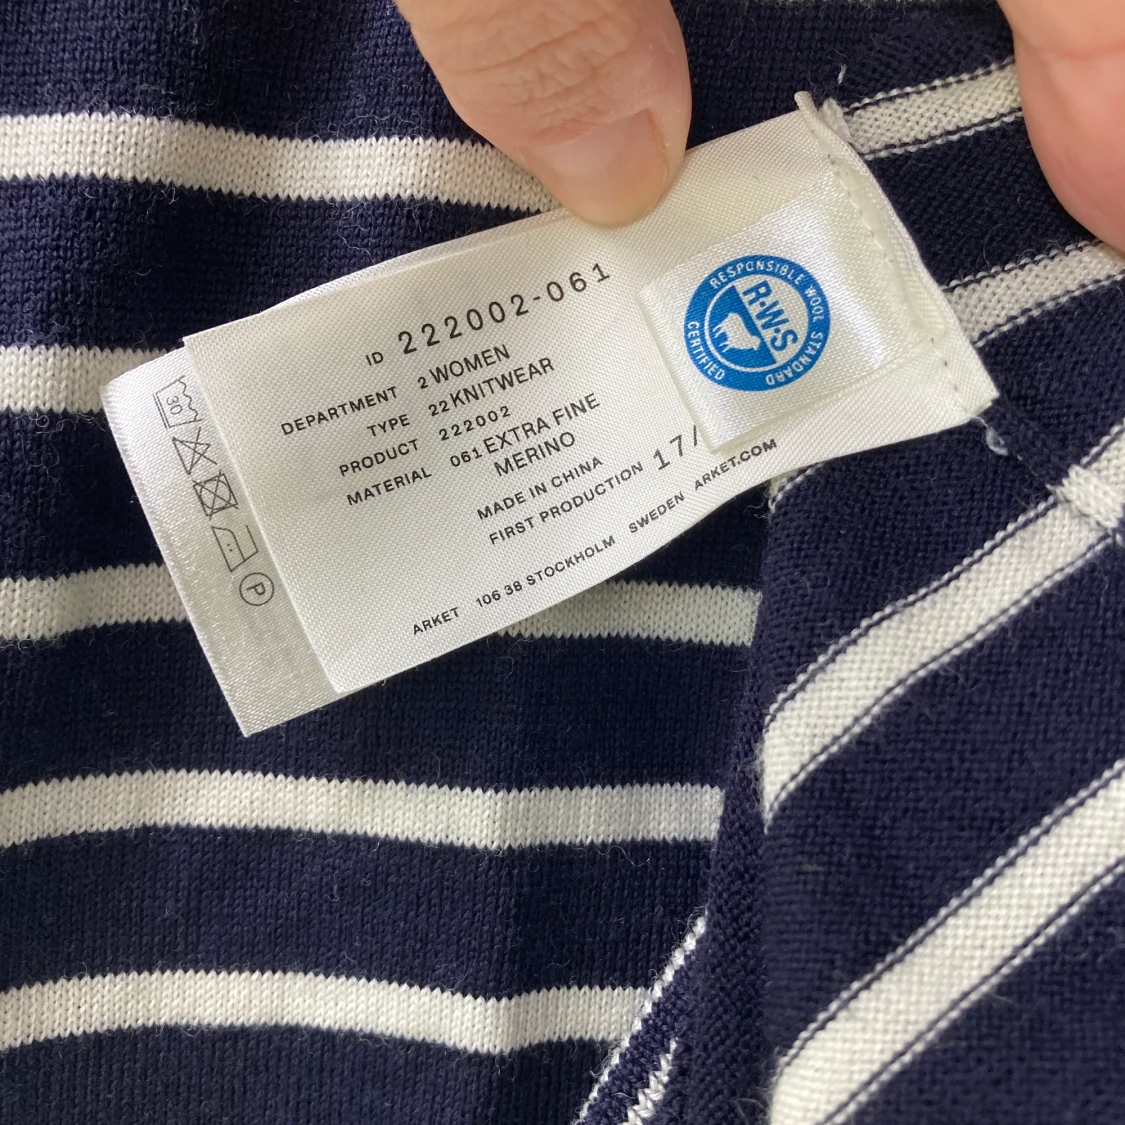 ID 222002-061
DEPARTMENT 2 WOMEN
TYPE 22 KNITWEAR
PRODUCT 222002
MATERIAL 061 EXTRA FINE
MERINO
MADE IN CHINA
FIRST PRODUCTION 17/
ARKET 106 38 STOCKHOLM SWEDEN ARKET.COM
RESPONSIBLE WOOL STANDARD
R·W·S
CERTIFIED
30
P